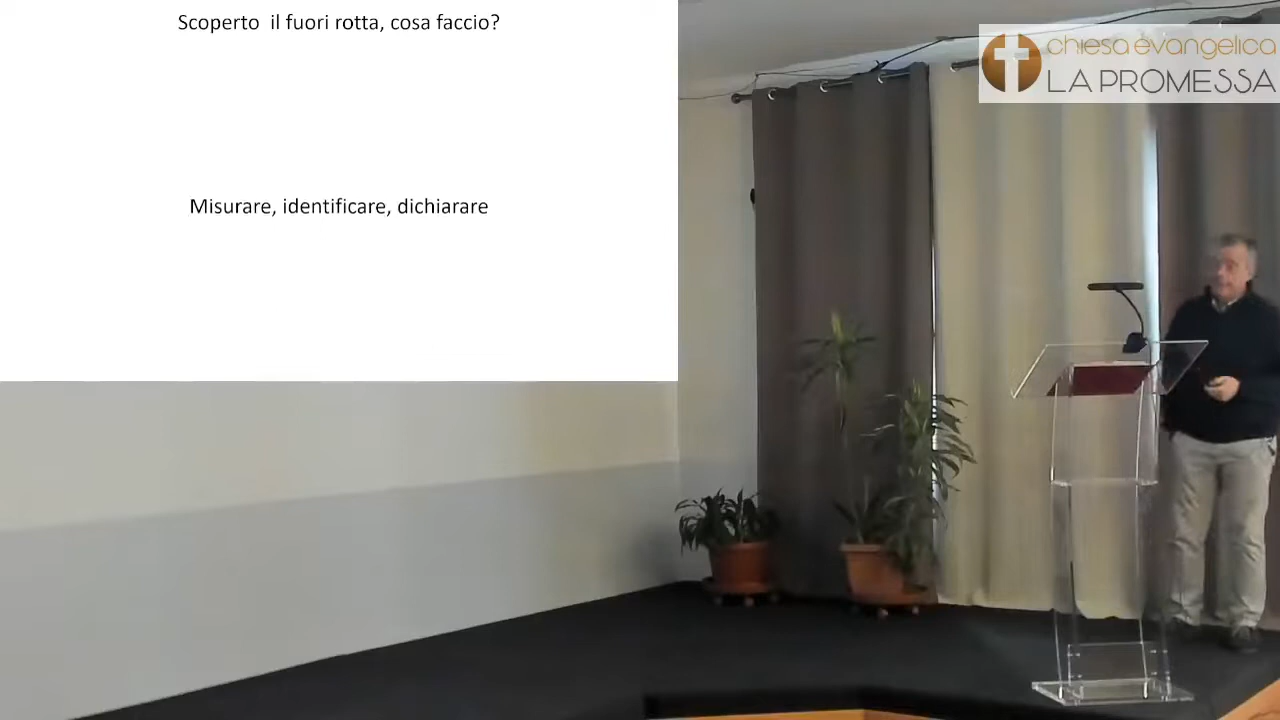 Scoperto  il fuori rotta, cosa faccio?
chiesa evangelica
LA PROMESSA
Misurare, identificare, dichiarare